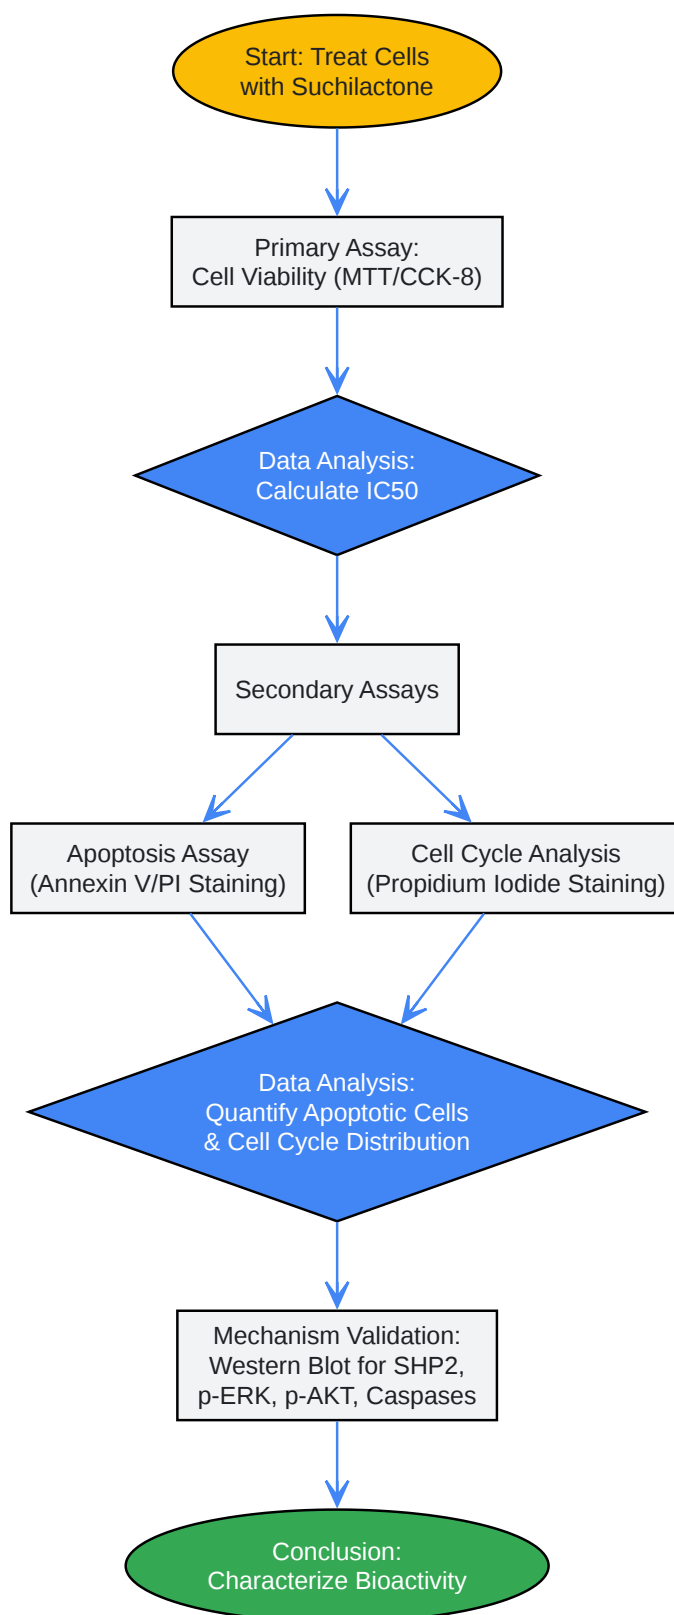 Start: Treat Cells
with Suchilactone
Primary Assay:
Cell Viability (MTT/CCK-8)
Data Analysis:
Calculate IC50
Secondary Assays
Apoptosis Assay
(Annexin V/PI Staining)
Cell Cycle Analysis
(Propidium Iodide Staining)
Data Analysis:
Quantify Apoptotic Cells
& Cell Cycle Distribution
Mechanism Validation:
Western Blot for SHP2,
p-ERK, p-AKT, Caspases
Conclusion:
Characterize Bioactivity